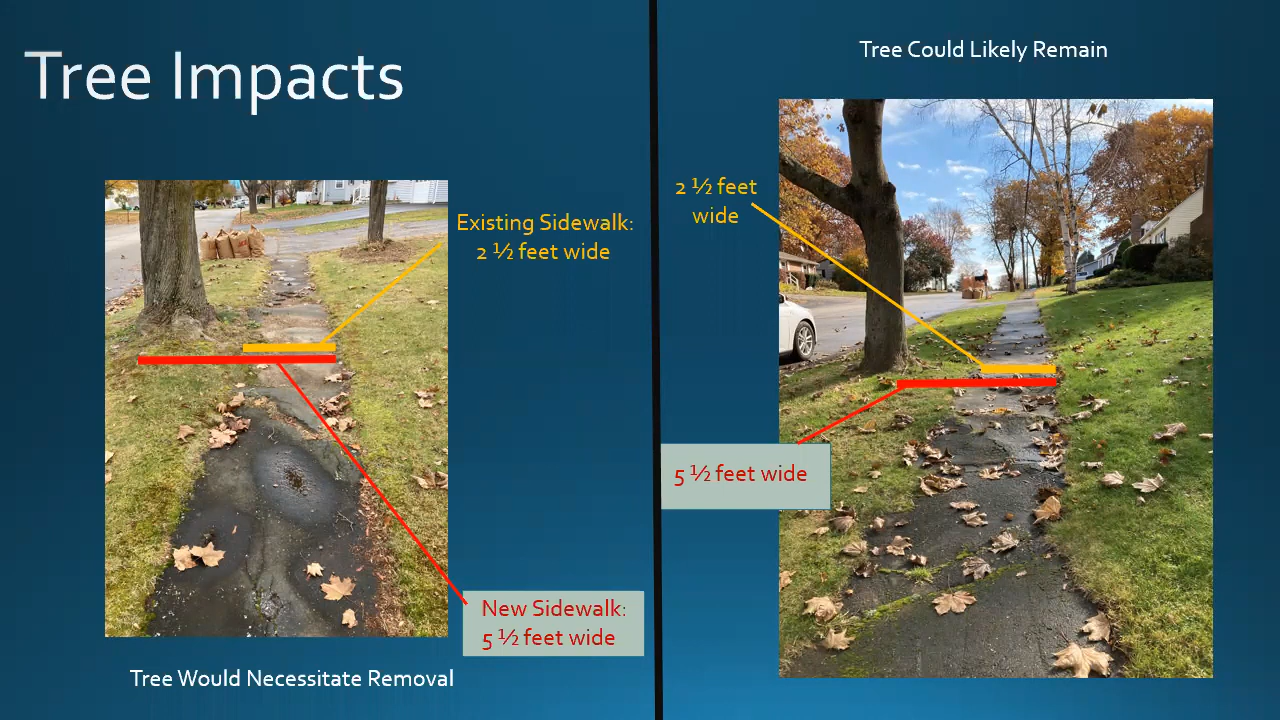 Tree Impacts
Existing Sidewalk:
2 ½ feet wide
New Sidewalk:
5 ½ feet wide
Tree Would Necessitate Removal
Tree Could Likely Remain
2 ½ feet
wide
5 ½ feet wide